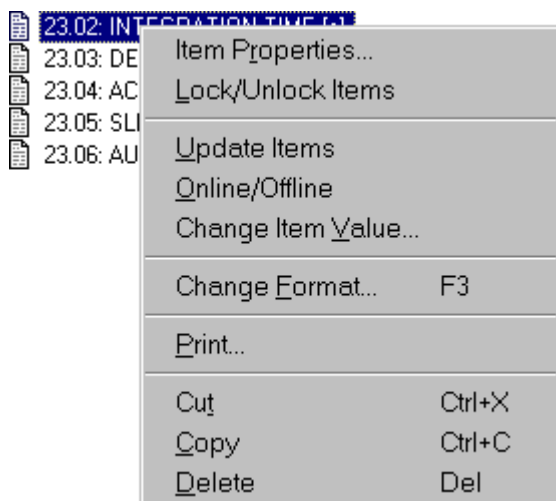 23.02: INTEGRATION TIME [s]
23.03: DE
23.04: AC
23.05: SLI
23.06: AU
Item Properties...
Lock/Unlock Items
Update Items
Online/Offline
Change Item Value...
Change Format... F3
Print...
Cut Ctrl+X
Copy Ctrl+C
Delete Del